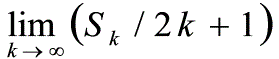 lim k→∞ (S_k / 2k + 1)